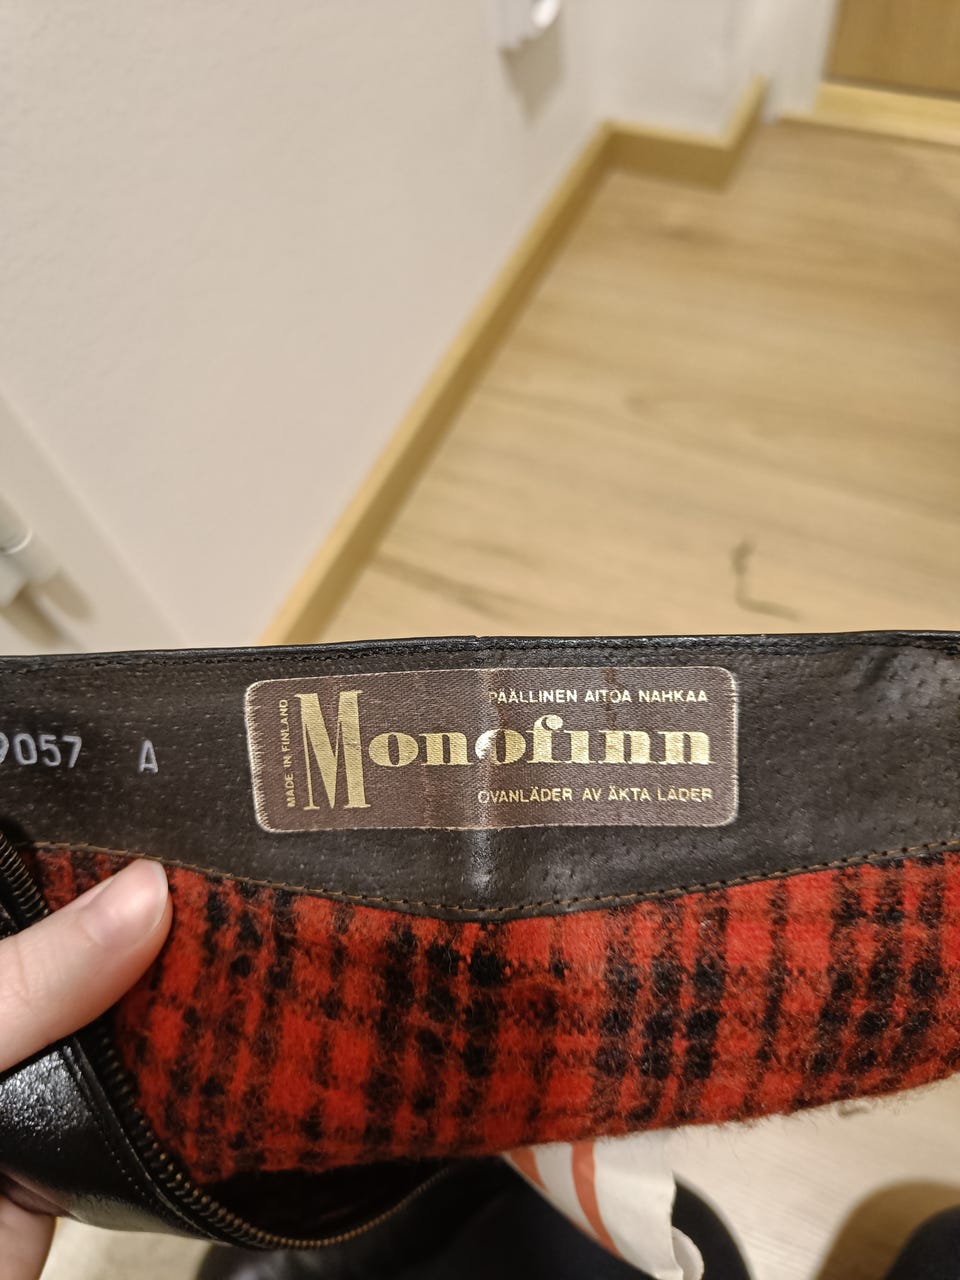 9057 A
MADE IN FINLAND
PÄÄLLINEN AITOA NAHKAA
Monofinn
OVANLÄDER AV ÄKTA LÄDER